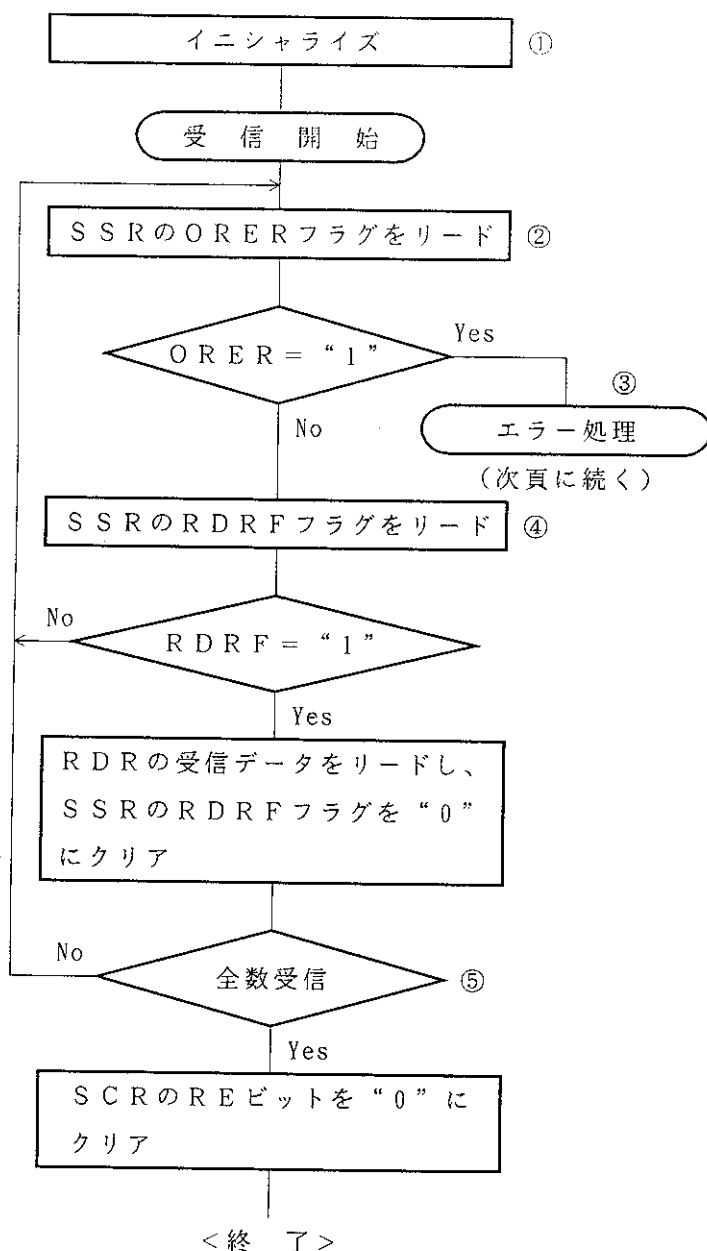 イニシャライズ ①
受信開始
SSRのORERフラグをリード ②
ORER=“1”
Yes
③
No
エラー処理
(次頁に続く)
SSRのRDRFフラグをリード ④
No
RDRF=“1”
Yes
RDRの受信データをリードし、
SSRのRDRFフラグを“0”
にクリア
No
全数受信 ⑤
Yes
SCRのREビットを“0”に
クリア
<終 了>